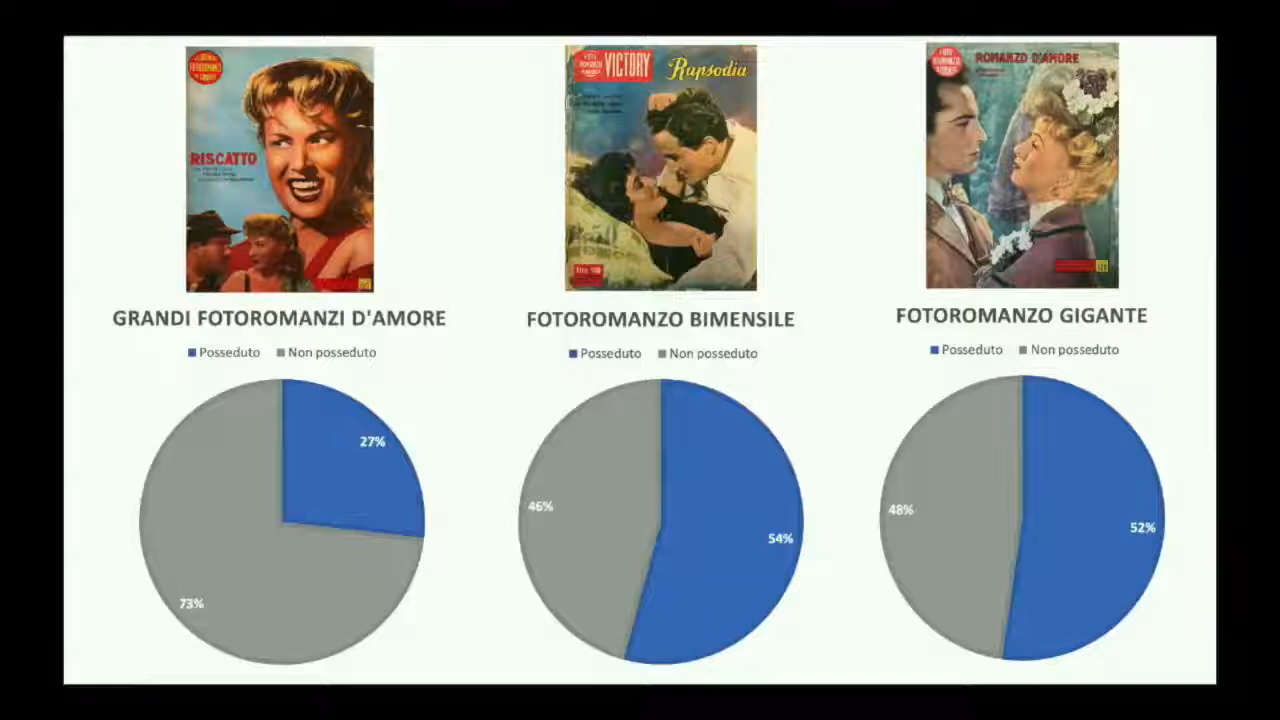 RISCATTO
VICTORY
Rapsodia
ROMANZO D'AMORE
GRANDI FOTOROMANZI D'AMORE
Posseduto
Non posseduto
27%
73%
FOTOROMANZO BIMENSILE
Posseduto
Non posseduto
46%
54%
FOTOROMANZO GIGANTE
Posseduto
Non posseduto
48%
52%